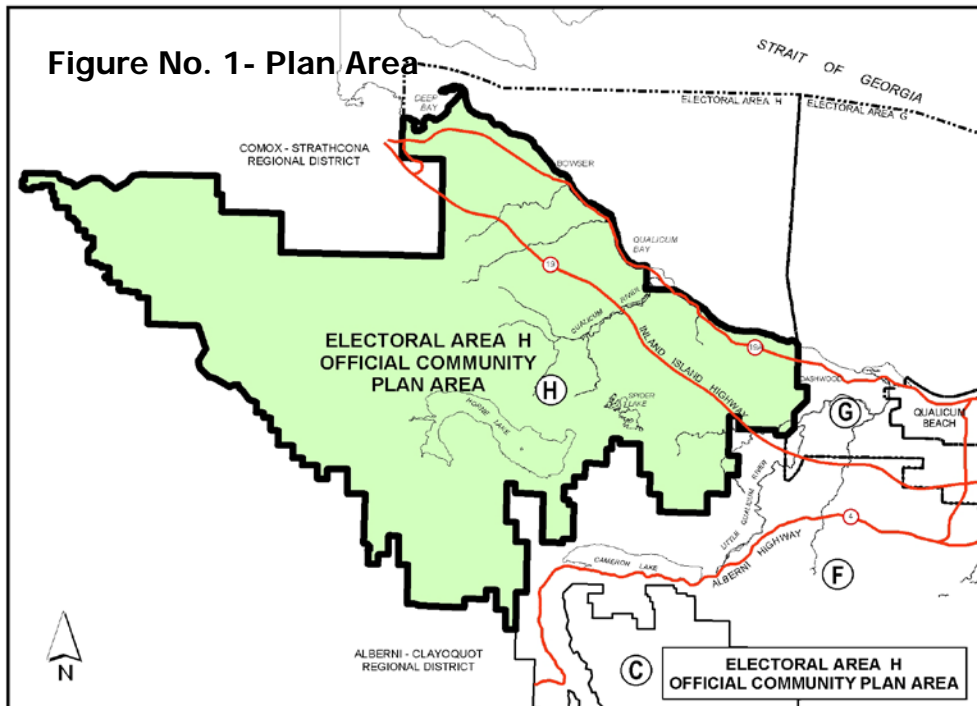 Figure No. 1- Plan Area
STRAIT OF GEORGIA
DEEP
BAY
ELECTORAL AREA H
ELECTORAL AREA G
COMOX - STRATHCONA
REGIONAL DISTRICT
BOWSER
QUALICUM
BAY
19
QUALICUM RIVER
ELECTORAL AREA H
OFFICIAL COMMUNITY
PLAN AREA
INLAND ISLAND HIGHWAY
19A
H
DASHWOOD
SPIDER
LAKE
HORNE LAKE
G
QUALICUM
BEACH
LITTLE QUALICUM RIVER
4
ALBERNI HIGHWAY
CAMERON LAKE
F
N
ALBERNI - CLAYOQUOT
REGIONAL DISTRICT
C
ELECTORAL AREA H
OFFICIAL COMMUNITY PLAN AREA